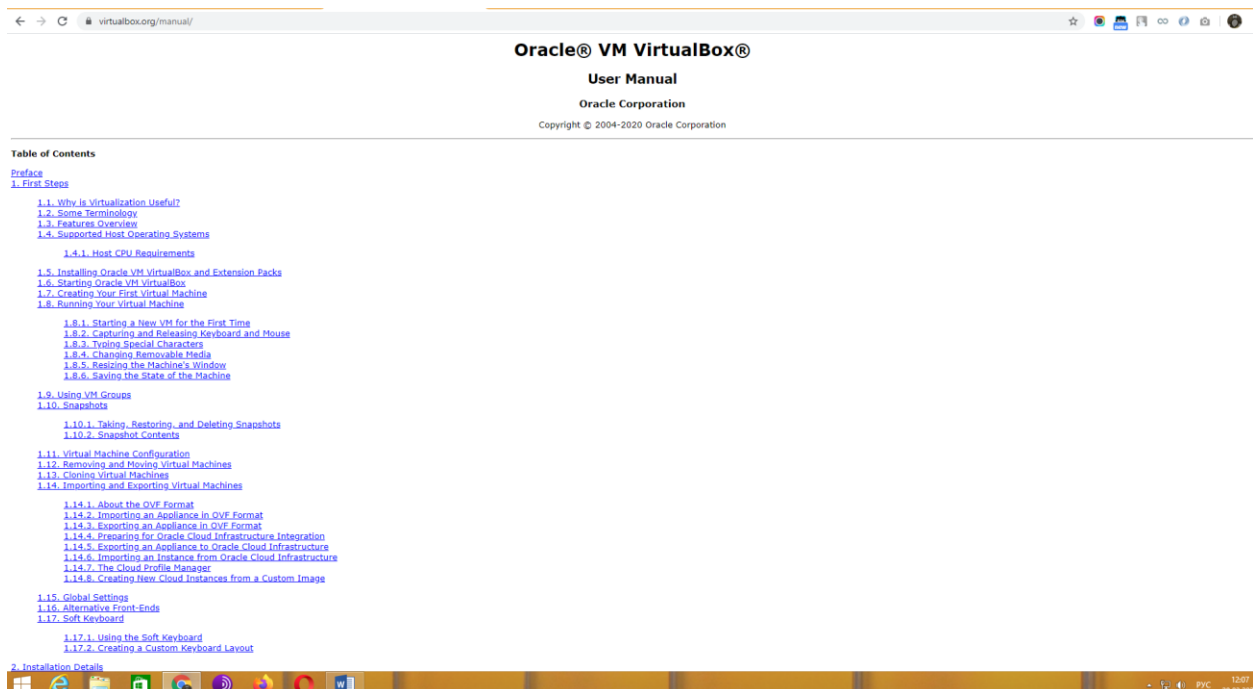 virtualbox.org/manual/
Oracle® VM VirtualBox®
User Manual
Oracle Corporation
Copyright © 2004-2020 Oracle Corporation
Table of Contents
Preface
1. First Steps
1.1. Why is Virtualization Useful?
1.2. Some Terminology
1.3. Features Overview
1.4. Supported Host Operating Systems
1.4.1. Host CPU Requirements
1.5. Installing Oracle VM VirtualBox and Extension Packs
1.6. Starting Oracle VM VirtualBox
1.7. Creating Your First Virtual Machine
1.8. Running Your Virtual Machine
1.8.1. Starting a New VM for the First Time
1.8.2. Capturing and Releasing Keyboard and Mouse
1.8.3. Typing Special Characters
1.8.4. Changing Removable Media
1.8.5. Resizing the Machine's Window
1.8.6. Saving the State of the Machine
1.9. Using VM Groups
1.10. Snapshots
1.10.1. Taking, Restoring, and Deleting Snapshots
1.10.2. Snapshot Contents
1.11. Virtual Machine Configuration
1.12. Removing and Moving Virtual Machines
1.13. Cloning Virtual Machines
1.14. Importing and Exporting Virtual Machines
1.14.1. About the OVF Format
1.14.2. Importing an Appliance in OVF Format
1.14.3. Exporting an Appliance in OVF Format
1.14.4. Preparing for Oracle Cloud Infrastructure Integration
1.14.5. Exporting an Appliance to Oracle Cloud Infrastructure
1.14.6. Importing an Instance from Oracle Cloud Infrastructure
1.14.7. The Cloud Profile Manager
1.14.8. Creating New Cloud Instances from a Custom Image
1.15. Global Settings
1.16. Alternative Front-Ends
1.17. Soft Keyboard
1.17.1. Using the Soft Keyboard
1.17.2. Creating a Custom Keyboard Layout
2. Installation Details
РУС 12:07